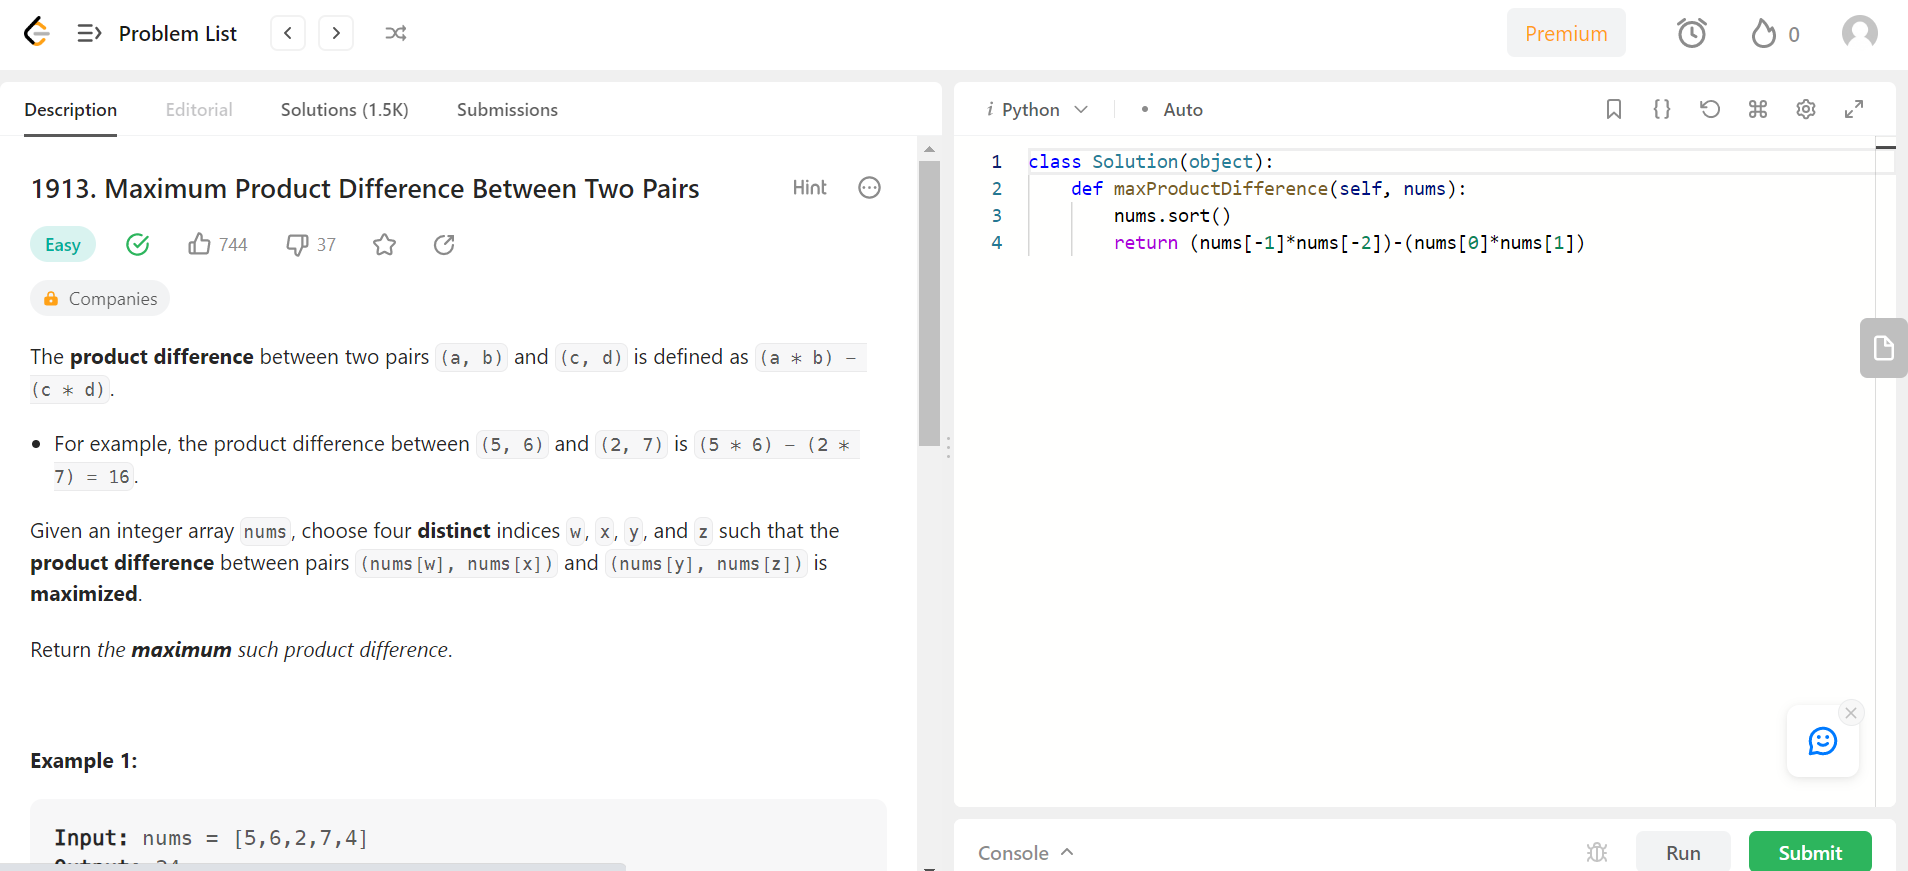 Problem List
Premium
0
Description Editorial Solutions (1.5K) Submissions
1913. Maximum Product Difference Between Two Pairs
Hint
Easy 744 37
Companies
The product difference between two pairs (a, b) and (c, d) is defined as (a * b) -
(c * d).
• For example, the product difference between (5, 6) and (2, 7) is (5 * 6) - (2 *
7) = 16.
Given an integer array nums, choose four distinct indices w, x, y, and z such that the
product difference between pairs (nums[w], nums[x]) and (nums[y], nums[z]) is
maximized.
Return the maximum such product difference.
Example 1:
Input: nums = [5,6,2,7,4]
Output: 34
i Python • Auto
{}
1 class Solution(object):
2 def maxProductDifference(self, nums):
3 nums.sort()
4 return (nums[-1]*nums[-2])-(nums[0]*nums[1])
Console
Run
Submit